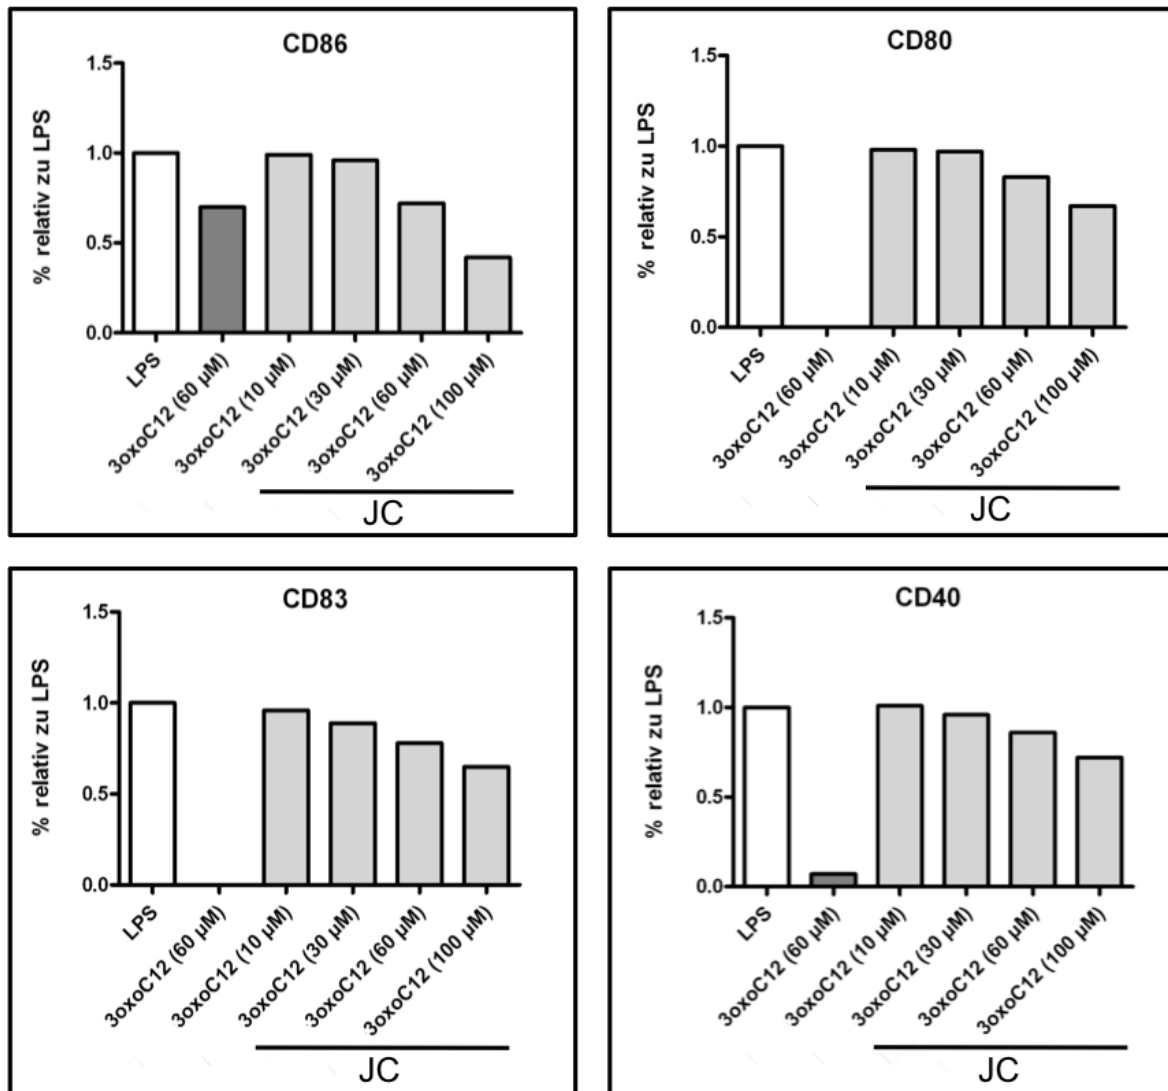 CD86
% relativ zu LPS
1.5
1.0
0.5
0.0
LPS
3oxoC12 (60 µM)
3oxoC12 (10 µM)
3oxoC12 (30 µM)
3oxoC12 (60 µM)
3oxoC12 (100 µM)
JC
CD80
% relativ zu LPS
1.5
1.0
0.5
0.0
LPS
3oxoC12 (60 µM)
3oxoC12 (10 µM)
3oxoC12 (30 µM)
3oxoC12 (60 µM)
3oxoC12 (100 µM)
JC
CD83
% relativ zu LPS
1.5
1.0
0.5
0.0
LPS
3oxoC12 (60 µM)
3oxoC12 (10 µM)
3oxoC12 (30 µM)
3oxoC12 (60 µM)
3oxoC12 (100 µM)
JC
CD40
% relativ zu LPS
1.5
1.0
0.5
0.0
LPS
3oxoC12 (60 µM)
3oxoC12 (10 µM)
3oxoC12 (30 µM)
3oxoC12 (60 µM)
3oxoC12 (100 µM)
JC